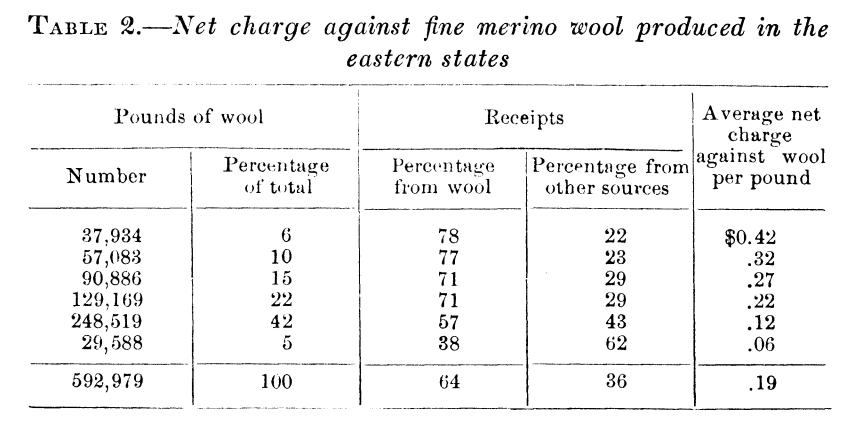 TABLE 2.—Net charge against fine merino wool produced in the
eastern states
Pounds of wool Receipts Average net
charge
against wool
per pound
Number Percentage
of total Percentage
from wool Percentage from
other sources
37,934 6 78 22 $0.42
57,083 10 77 23 .32
90,886 15 71 29 .27
129,169 22 71 29 .22
248,519 42 57 43 .12
29,588 5 38 62 .06
592,979 100 64 36 .19